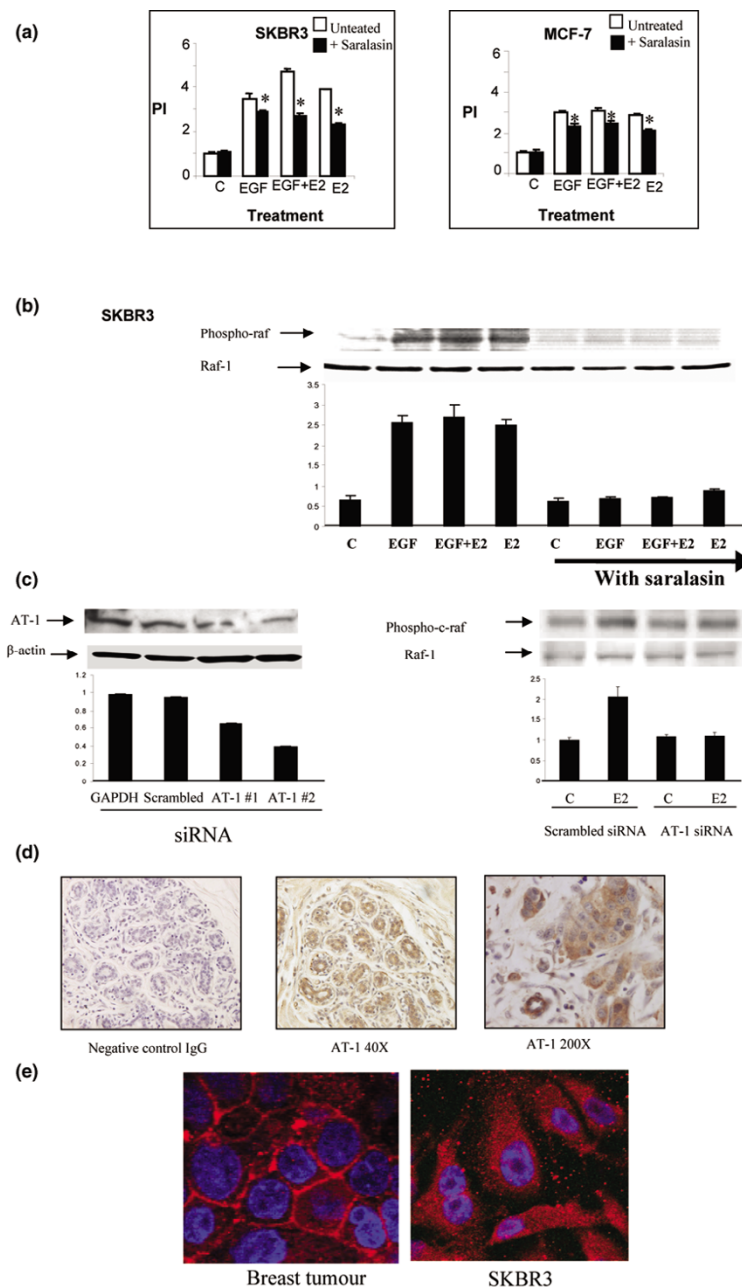 (a)
SKBR3
Unteated
+ Saralasin
6
4
2
0
PI
*
*
*
C
EGF
EGF+E2
E2
Treatment
MCF-7
Untreated
+ Saralasin
6
4
2
0
PI
*
*
*
C
EGF
EGF+E2
E2
Treatment
(b)
SKBR3
Phospho-raf
Raf-1
3.5
3
2.5
2
1.5
1
0.5
0
C EGF EGF+E2 E2 C EGF EGF+E2 E2
With saralasin
(c)
AT-1
β-actin
1.2
1
0.8
0.6
0.4
0.2
0
GAPDH Scrambled AT-1 #1 AT-1 #2
siRNA
Phospho-c-raf
Raf-1
2.5
2
1.5
1
0.5
0
C E2 C E2
Scrambled siRNA AT-1 siRNA
(d)
Negative control IgG
AT-1 40X
AT-1 200X
(e)
Breast tumour
SKBR3